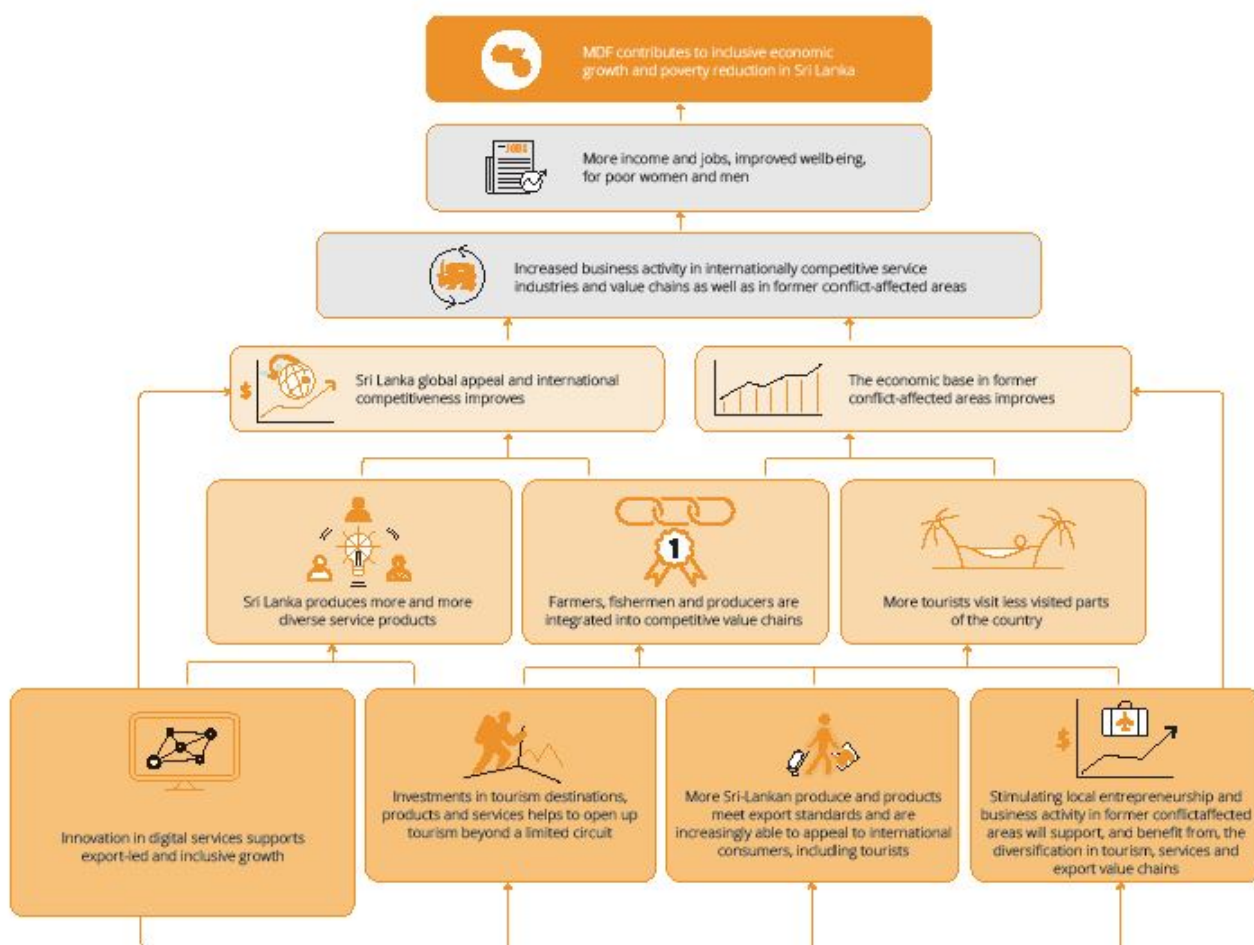 MDF contributes to inclusive economic
growth and poverty reduction in Sri Lanka
JOBS
More income and jobs, improved wellbeing,
for poor women and men
Increased business activity in internationally competitive service
industries and value chains as well as in former conflict-affected areas
$
Sri Lanka global appeal and international
competitiveness improves
The economic base in former
conflict-affected areas improves
Sri Lanka produces more and more
diverse service products
1
Farmers, fishermen and producers are
integrated into competitive value chains
More tourists visit less visited parts
of the country
Innovation in digital services supports
export-led and inclusive growth
Investments in tourism destinations,
products and services helps to open up
tourism beyond a limited circuit
More Sri-Lankan produce and products
meet export standards and are
increasingly able to appeal to international
consumers, including tourists
$
Stimulating local entrepreneurship and
business activity in former conflictaffected
areas will support, and benefit from, the
diversification in tourism, services and
export value chains